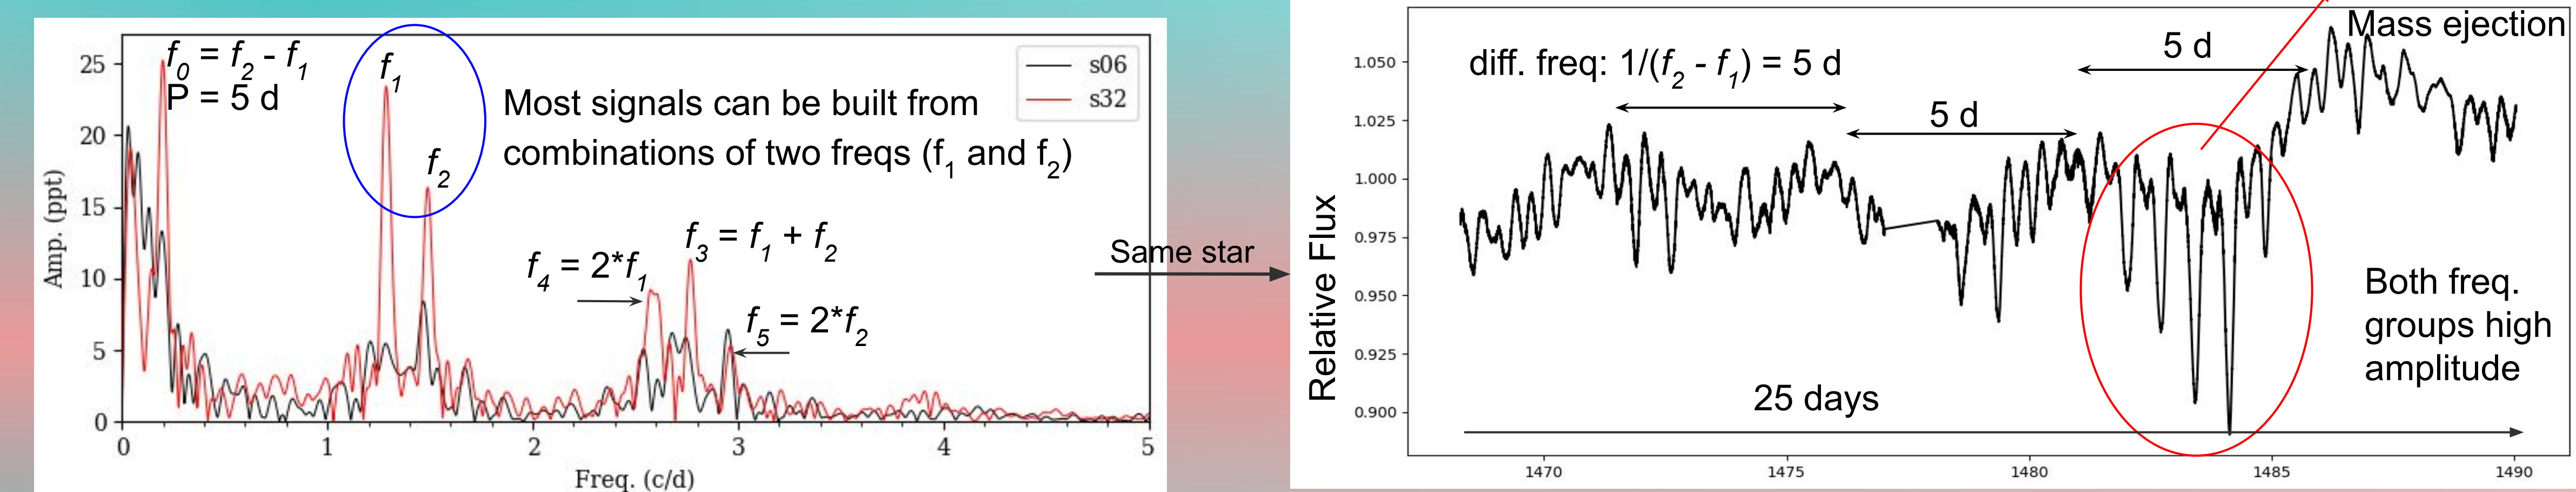 f0 = f2 - f1
P = 5 d
f1
f2
Most signals can be built from
combinations of two freqs (f1 and f2)
s06
s32
f4 = 2*f1
f3 = f1 + f2
f5 = 2*f2
Amp. (ppt)
25
20
15
10
5
0
0 1 2 3 4 5
Freq. (c/d)
Same star
Mass ejection
diff. freq: 1/(f2 - f1) = 5 d
5 d
5 d
Both freq.
groups high
amplitude
25 days
Relative Flux
1.050
1.025
1.000
0.975
0.950
0.925
0.900
1470 1475 1480 1485 1490